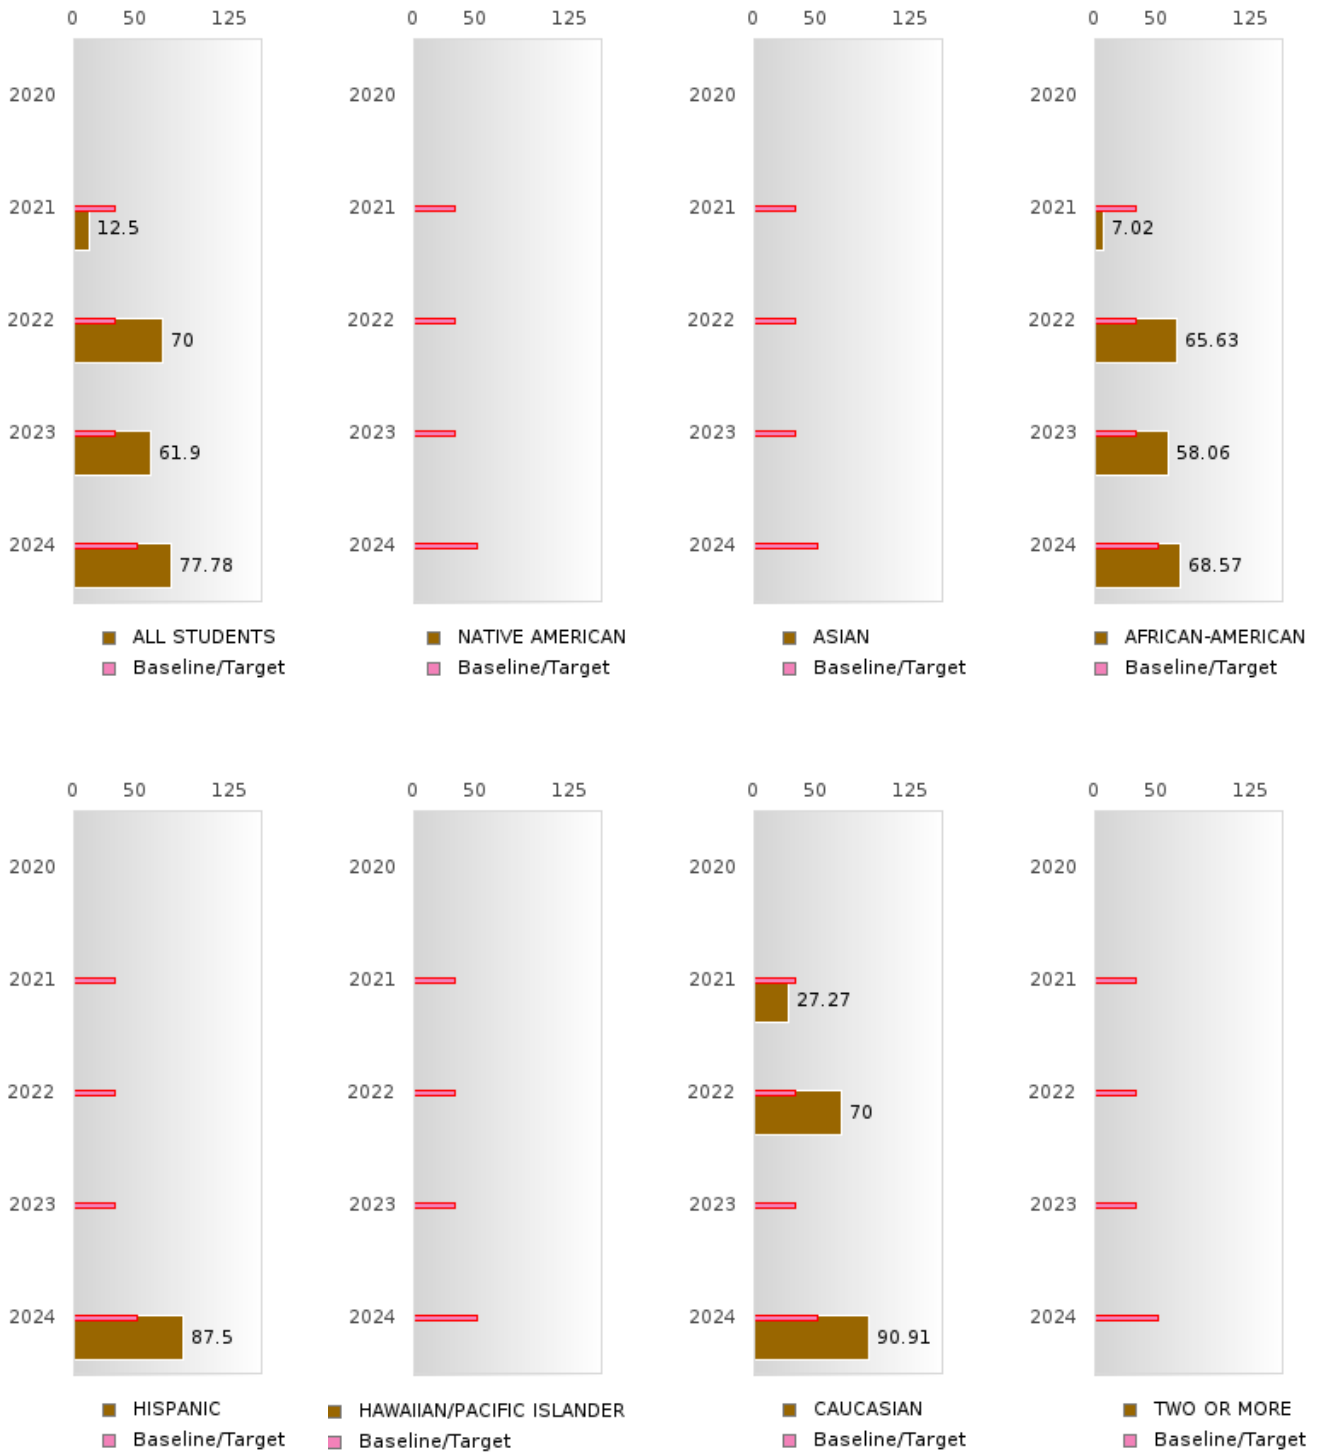 0 50 125 0 50 125 0 50 125 0 50 125
2020 2020 2020 2020
2021 2021 2021 2021
12.5 7.02
2022 2022 2022 2022
70 65.63
2023 2023 2023 2023
61.9 58.06
2024 2024 2024 2024
77.78 68.57
ALL STUDENTS NATIVE AMERICAN ASIAN AFRICAN-AMERICAN
Baseline/Target Baseline/Target Baseline/Target Baseline/Target
0 50 125 0 50 125 0 50 125 0 50 125
2020 2020 2020 2020
2021 2021 2021 2021
27.27
2022 2022 2022 2022
70
2023 2023 2023 2023
2024 2024 2024 2024
87.5 90.91
HISPANIC HAWAIIAN/PACIFIC ISLANDER CAUCASIAN TWO OR MORE
Baseline/Target Baseline/Target Baseline/Target Baseline/Target